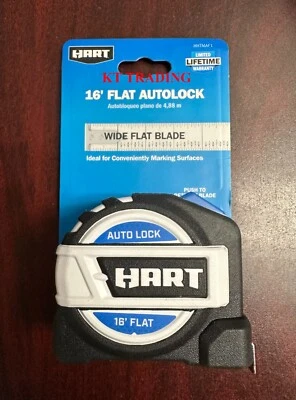 HART
LIMITED
LIFETIME
WARRANTY
KT TRADING
16' FLAT AUTOLOCK
Autobloqueo plano de 4,88 m
WIDE FLAT BLADE
Ideal for Conveniently Marking Surfaces
PUSH TO
BLADE
AUTO LOCK
HART
16' FLAT